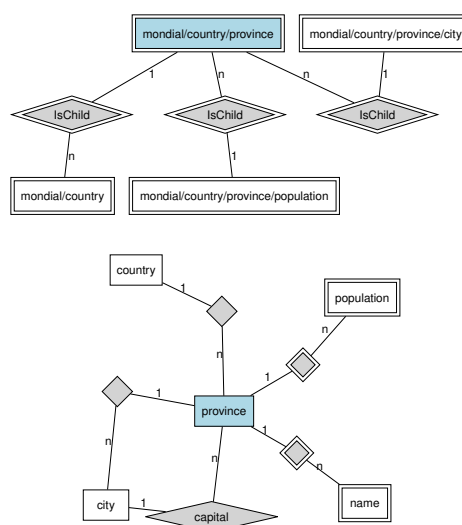 mondial/country/province
mondial/country/province/city
1
n
n
1
IsChild
IsChild
IsChild
n
1
mondial/country
mondial/country/province/population
country
1
population
n
n
1
1
province
1
n
n
n
city
1
capital
name